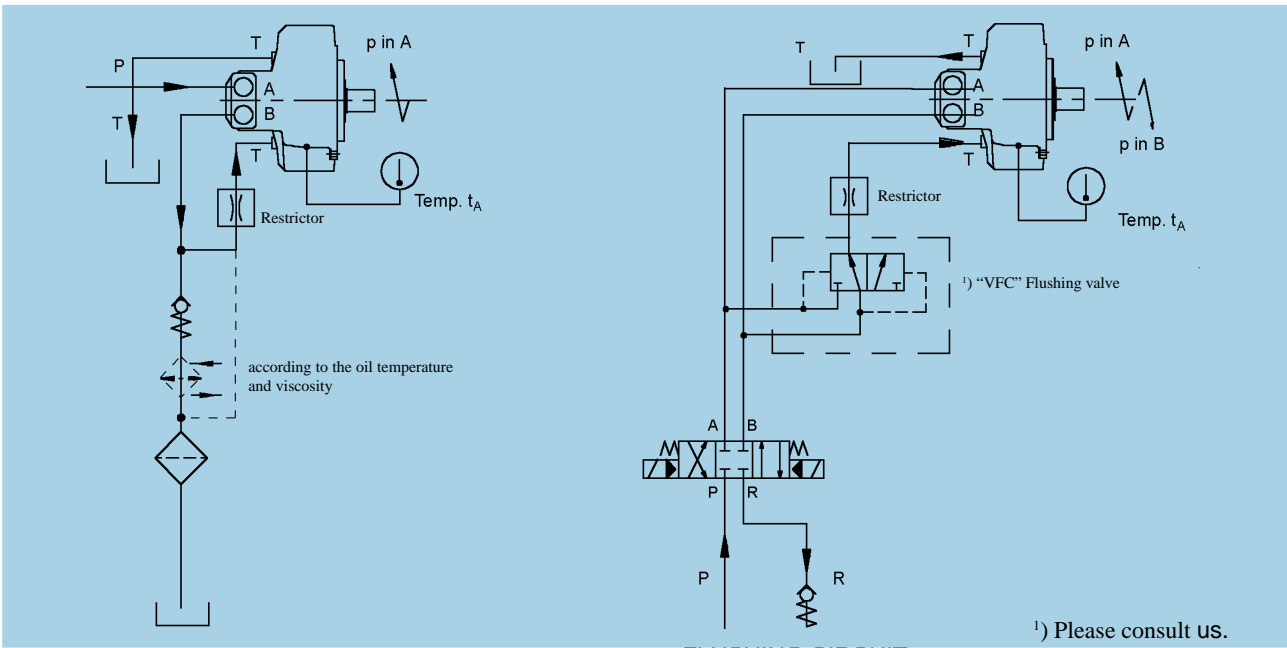 T
p in A
P
A
B
T
T
Temp. tA
Restrictor
according to the oil temperature
and viscosity
T
T
p in A
A
B
p in B
T
Restrictor
Temp. tA
1) "VFC" Flushing valve
A B
P R
P
R
1) Please consult us.